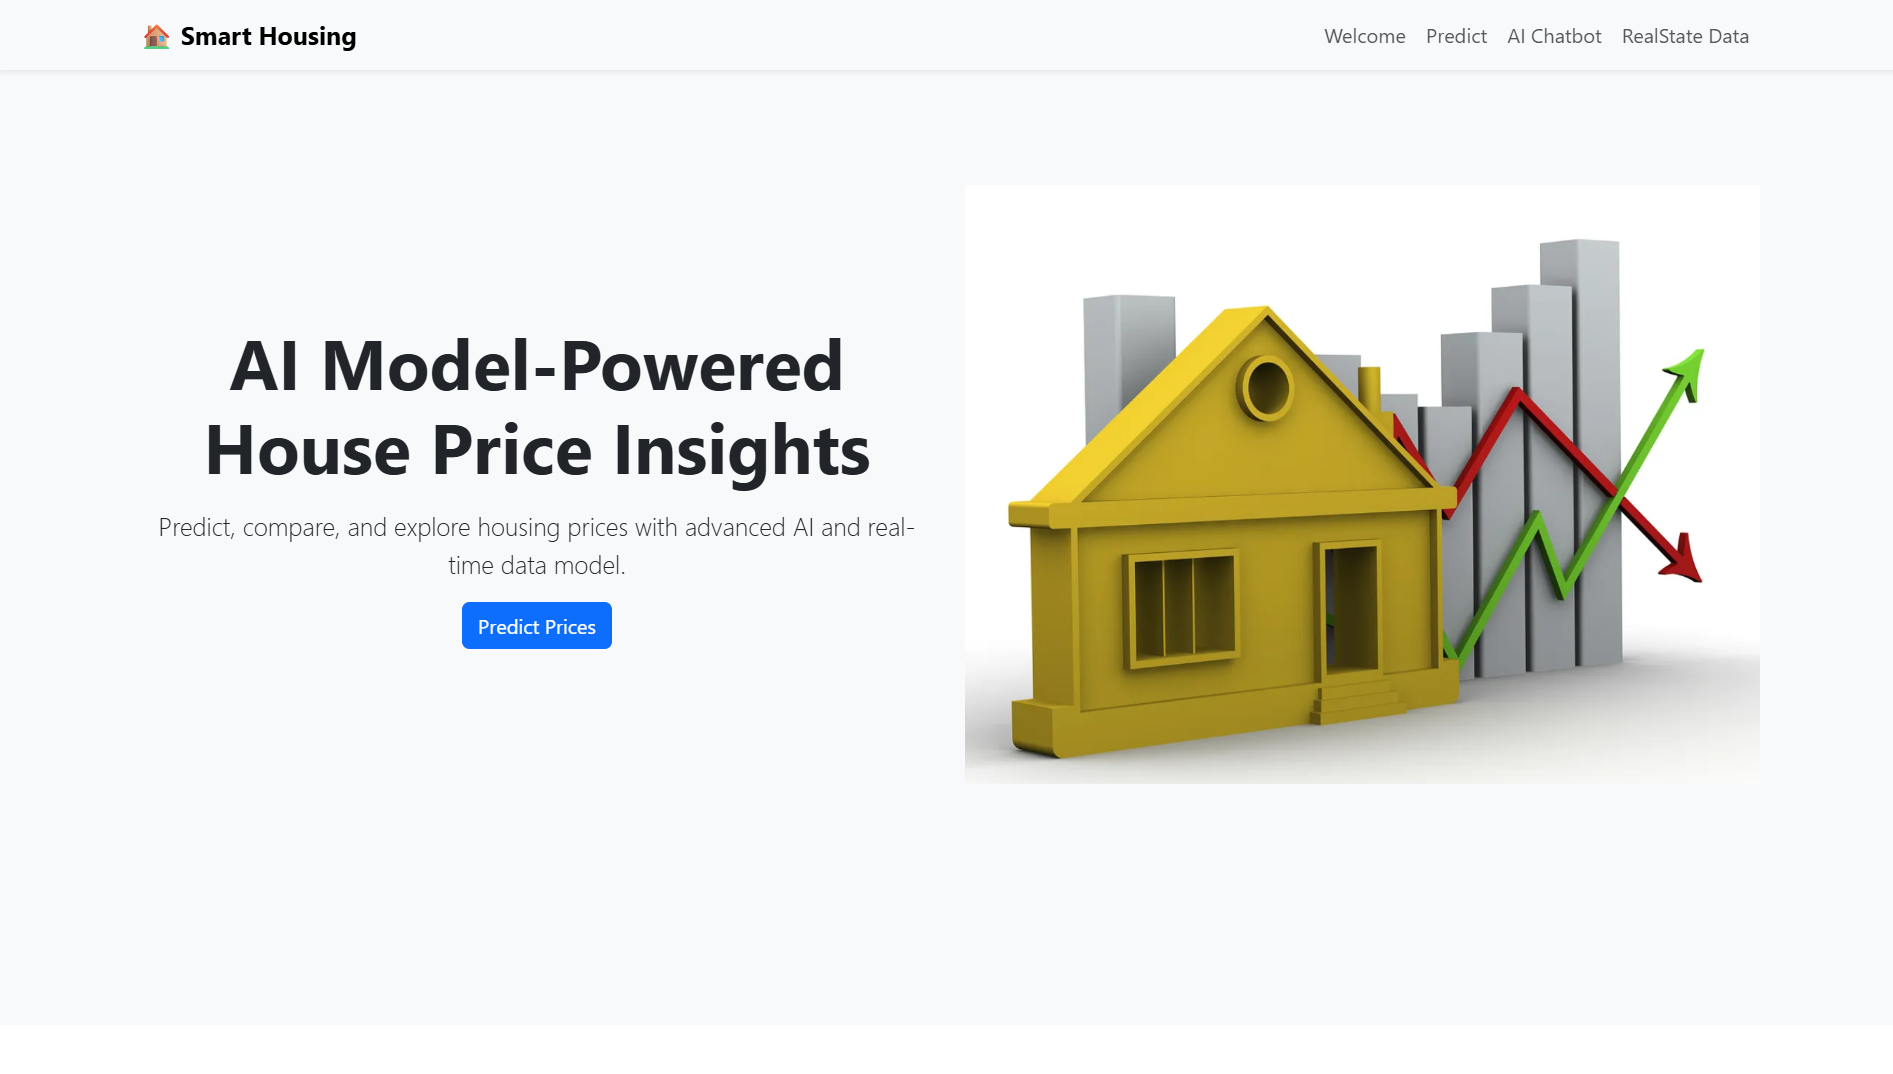 Smart Housing
Welcome Predict AI Chatbot RealState Data
AI Model-Powered
House Price Insights
Predict, compare, and explore housing prices with advanced AI and real-
time data model.
Predict Prices